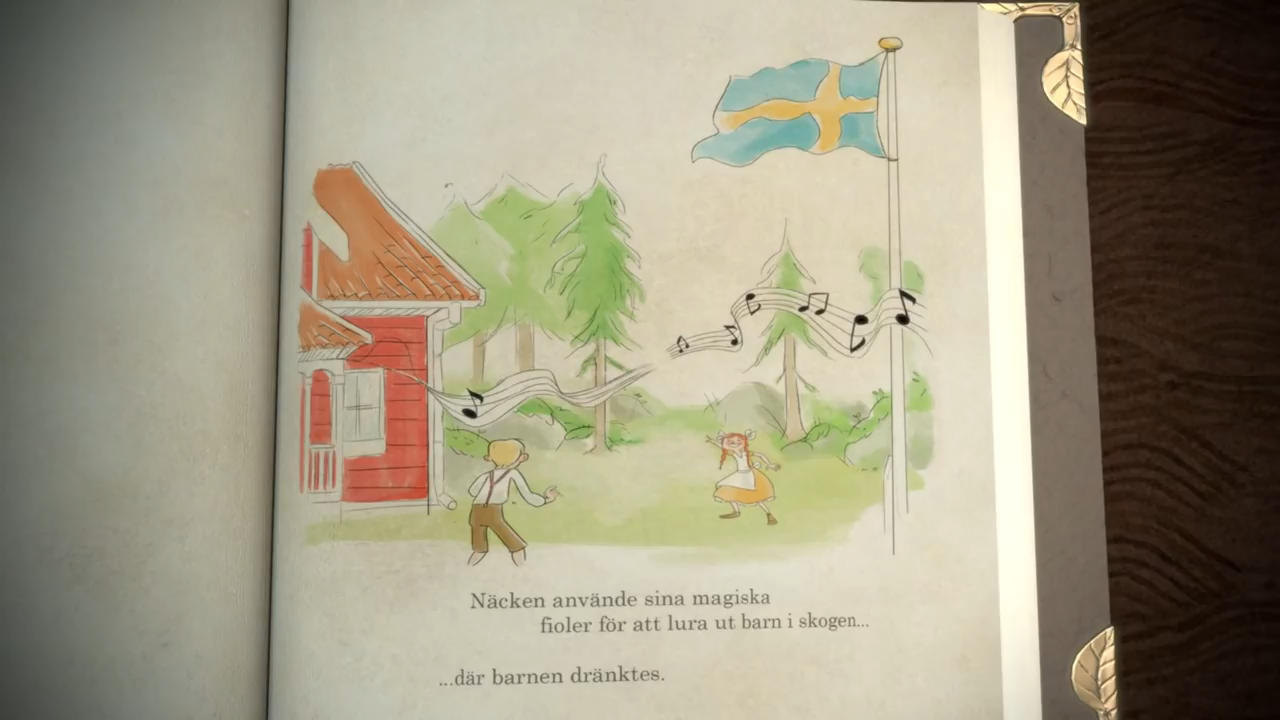 Näcken använde sina magiska
fioler för att lura ut barn i skogen...
...där barnen dränktes.